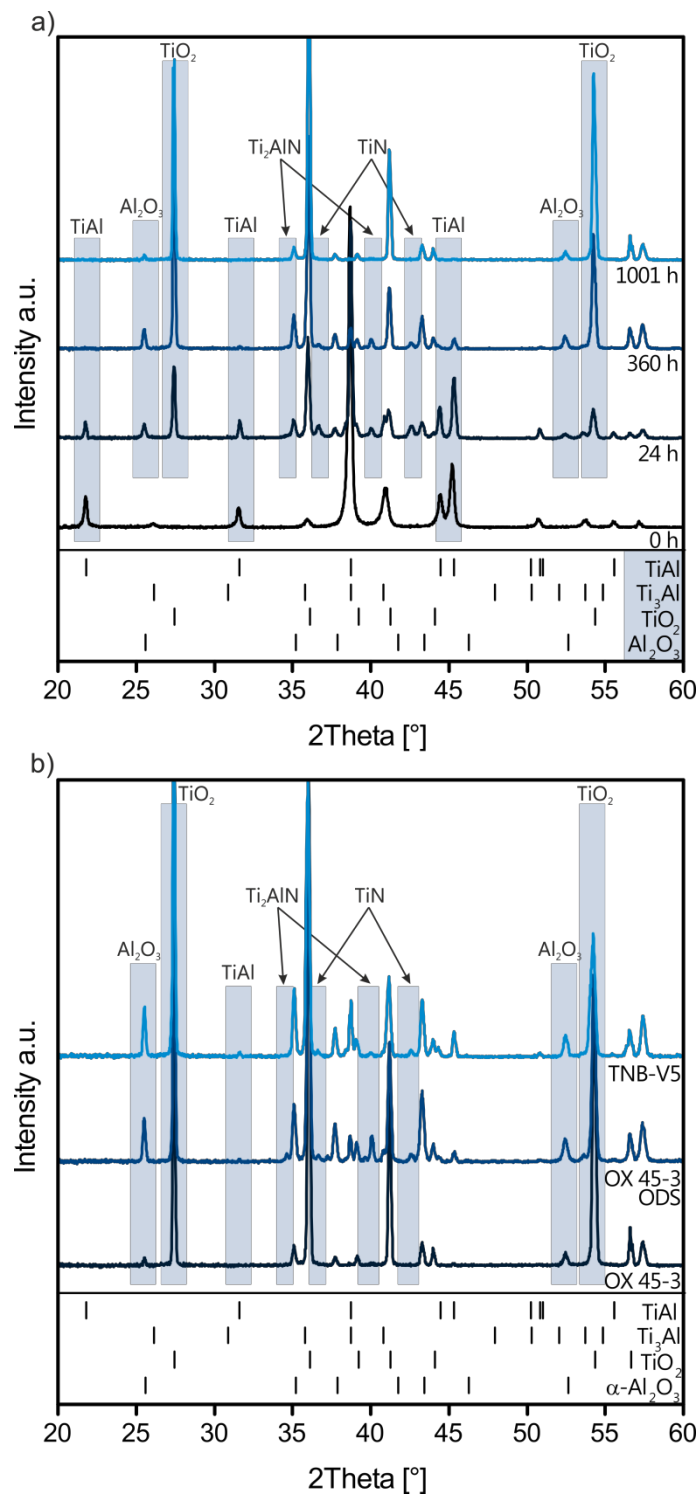 a)
TiO₂
TiO₂
Ti₂AlN
TiN
Al₂O₃
Al₂O₃
TiAl
TiAl
TiAl
1001 h
360 h
24 h
0 h
Intensity a.u.
TiAl
Ti₃Al
TiO₂
Al₂O₃
20 25 30 35 40 45 50 55 60
2Theta [°]
b)
TiO₂
TiO₂
Ti₂AlN
TiN
Al₂O₃
TiAl
Al₂O₃
TNB-V5
OX 45-3
ODS
OX 45-3
Intensity a.u.
TiAl
Ti₃Al
TiO₂
α-Al₂O₃
20 25 30 35 40 45 50 55 60
2Theta [°]